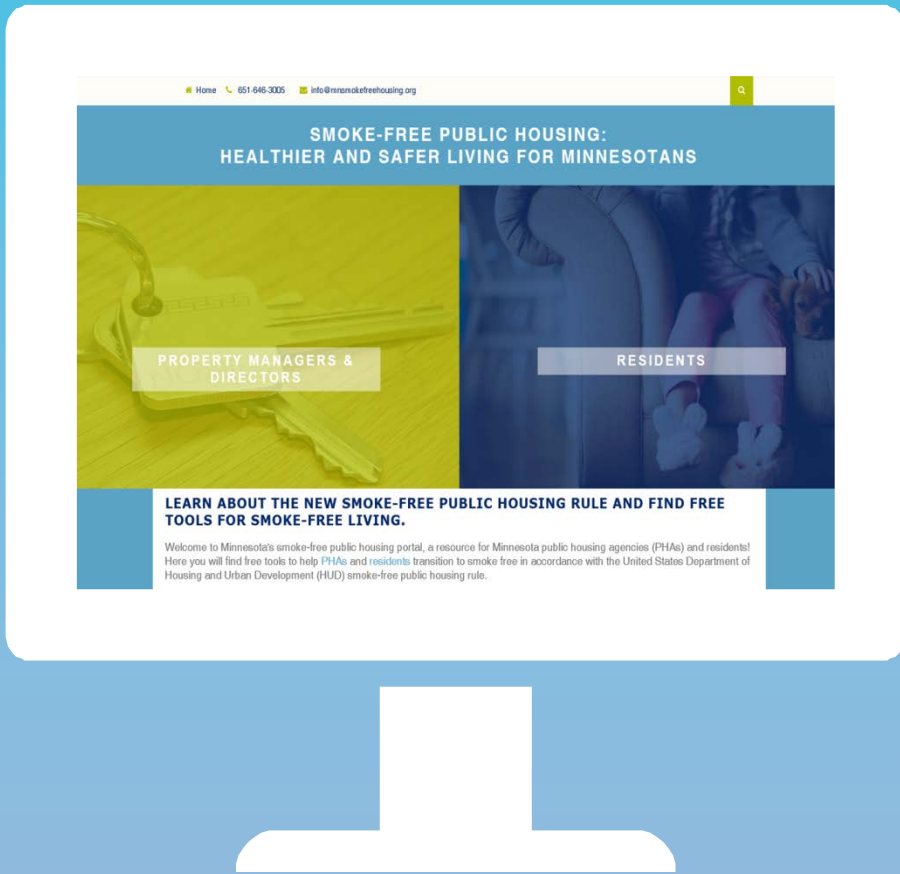 Home 651-646-3005 info@mnsmokefreehousing.org
SMOKE-FREE PUBLIC HOUSING:
HEALTHIER AND SAFER LIVING FOR MINNESOTANS
PROPERTY MANAGERS &
DIRECTORS
RESIDENTS
LEARN ABOUT THE NEW SMOKE-FREE PUBLIC HOUSING RULE AND FIND FREE
TOOLS FOR SMOKE-FREE LIVING.
Welcome to Minnesota's smoke-free public housing portal, a resource for Minnesota public housing agencies (PHAs) and residents!
Here you will find free tools to help PHAs and residents transition to smoke free in accordance with the United States Department of
Housing and Urban Development (HUD) smoke-free public housing rule.